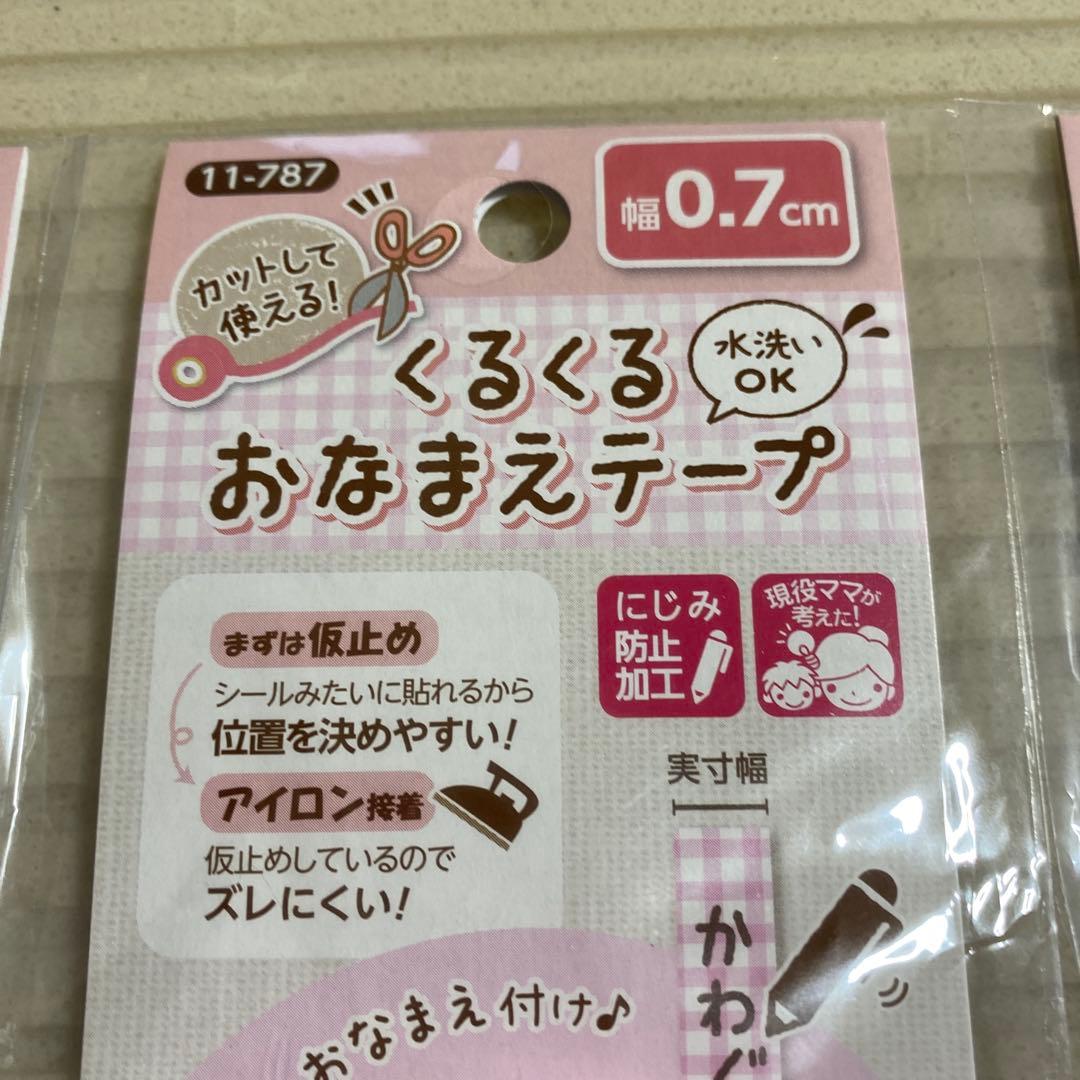 11-787
幅0.7cm
カットして
使える!
くるくる
水洗い
OK
おなまえテープ
まずは仮止め
シールみたいに貼れるから
位置を決めやすい!
アイロン接着
仮止めしているので
ズレにくい!
にじみ
防止
加工
現役ママが
考えた!
実寸幅
かわぐ
おなまえ付け♪